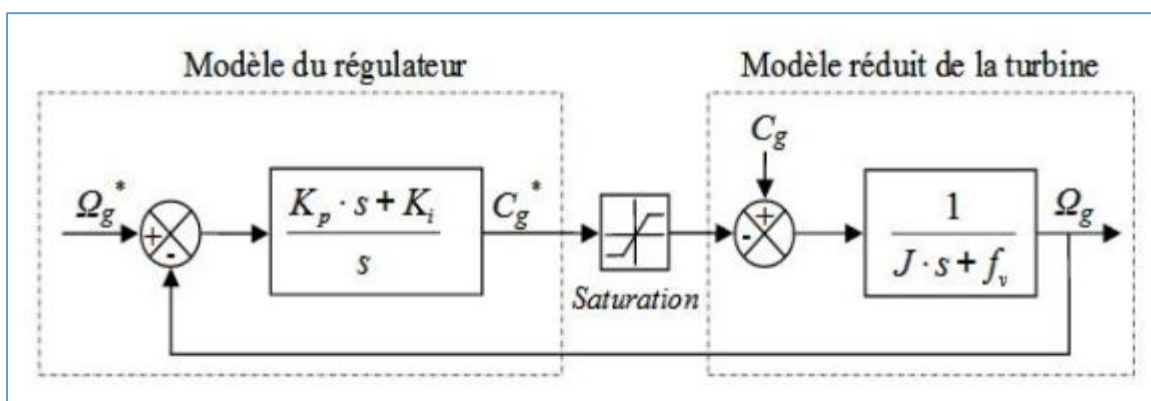 Modèle du régulateur
Modèle réduit de la turbine
C_g
Ω_g* + - K_p · s + K_i / s C_g* Saturation - + 1 / J · s + f_v Ω_g